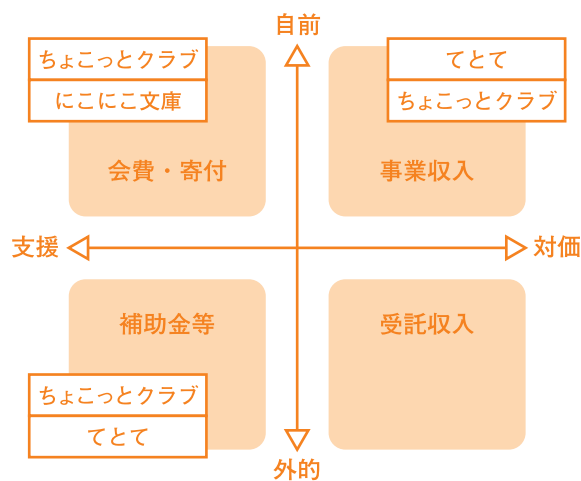 自前
ちょこっとクラブ
にこにこ文庫
会費・寄付
てとて
ちょこっとクラブ
事業収入
支援
対価
補助金等
ちょこっとクラブ
てとて
受託収入
外的